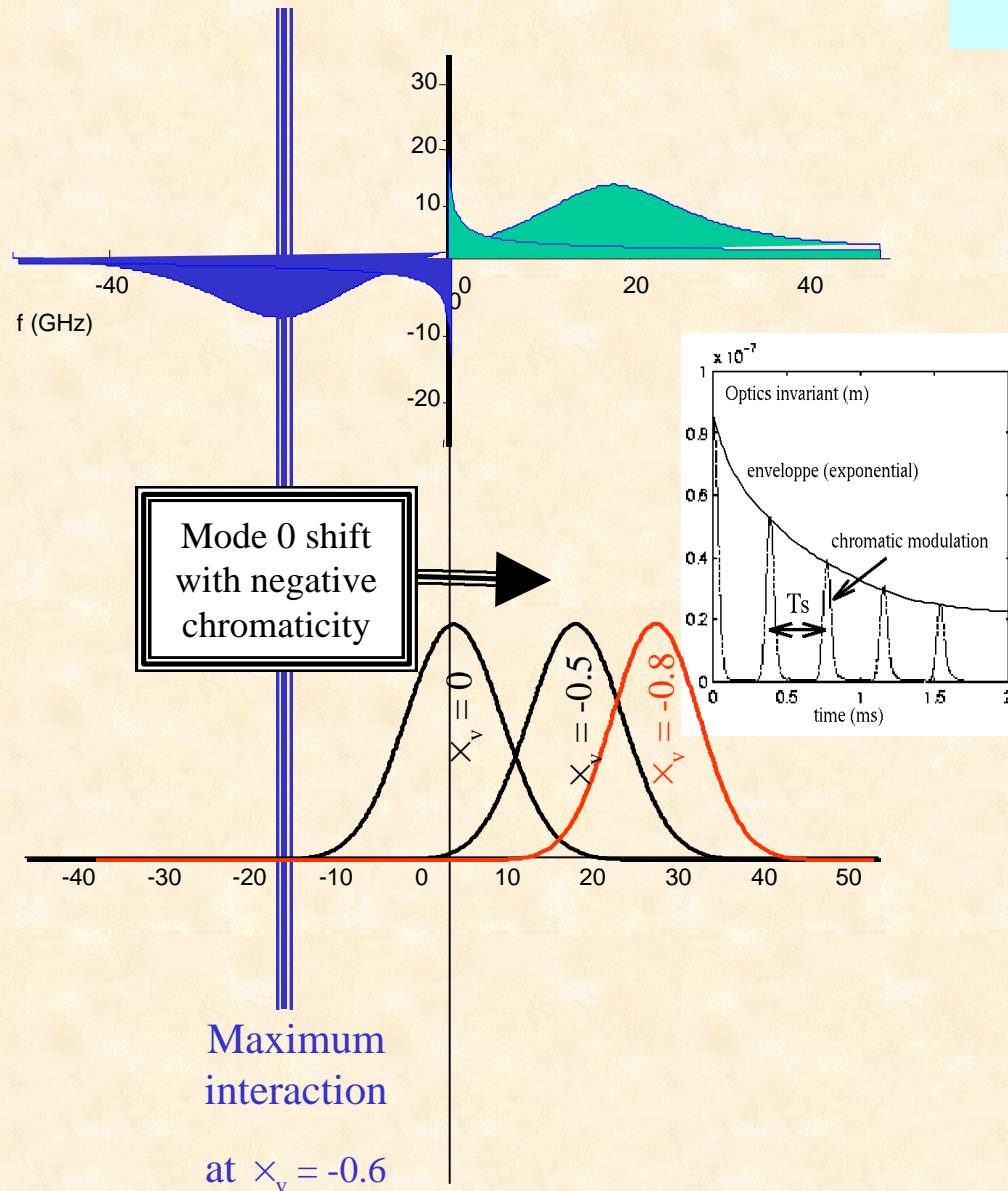 30
20
10
-40
0
0
20
40
f (GHz)
-10
-20
x 10^-7
1
Optics invariant (m)
0.8
enveloppe (exponential)
0.6
chromatic modulation
0.4
Ts
0.2
0
0 0.5 1 1.5 2
time (ms)
Mode 0 shift
with negative
chromaticity
×v = 0
×v = -0.5
×v = -0.8
-40 -30 -20 -10 0 10 20 30 40 50
Maximum
interaction
at ×v = -0.6